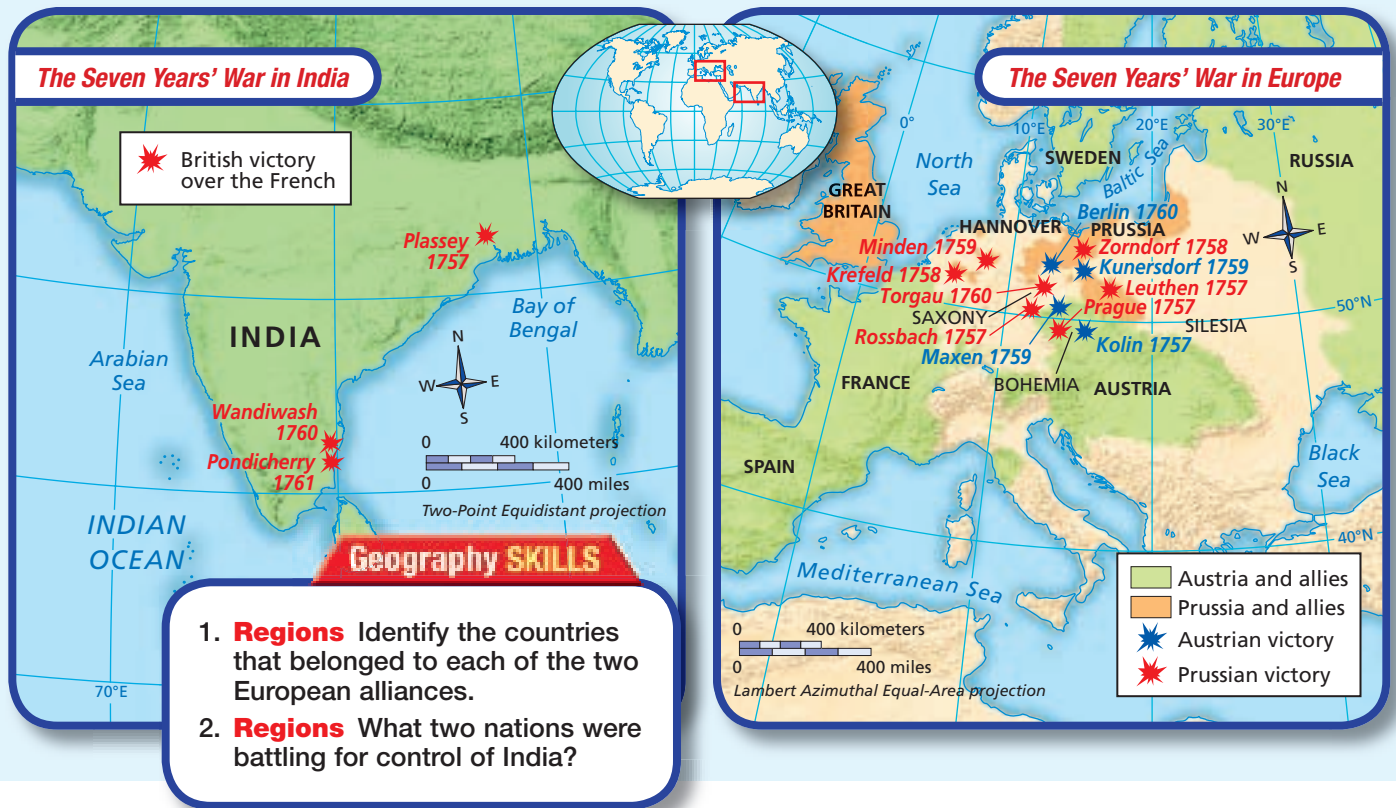 The Seven Years' War in India
British victory
over the French
Plassey
1757
INDIA
Bay of
Bengal
Arabian
Sea
N
W
E
S
Wandiwash
1760
Pondicherry
1761
0
400 kilometers
0
400 miles
Two-Point Equidistant projection
INDIAN
OCEAN
70°E
Geography SKILLS
1. Regions Identify the countries
that belonged to each of the two
European alliances.
2. Regions What two nations were
battling for control of India?
The Seven Years' War in Europe
0°
10°E
20°E
30°E
North
Sea
SWEDEN
Baltic Sea
RUSSIA
GREAT
BRITAIN
N
W
E
S
HANNOVER
Berlin 1760
PRUSSIA
Minden 1759
Zorndorf 1758
Krefeld 1758
Kunersdorf 1759
Torgau 1760
Leuthen 1757
SAXONY
Prague 1757
50°N
Rossbach 1757
SILESIA
Maxen 1759
Kolin 1757
FRANCE
BOHEMIA
AUSTRIA
SPAIN
Black
Sea
40°N
Mediterranean Sea
0
400 kilometers
0
400 miles
Lambert Azimuthal Equal-Area projection
Austria and allies
Prussia and allies
Austrian victory
Prussian victory